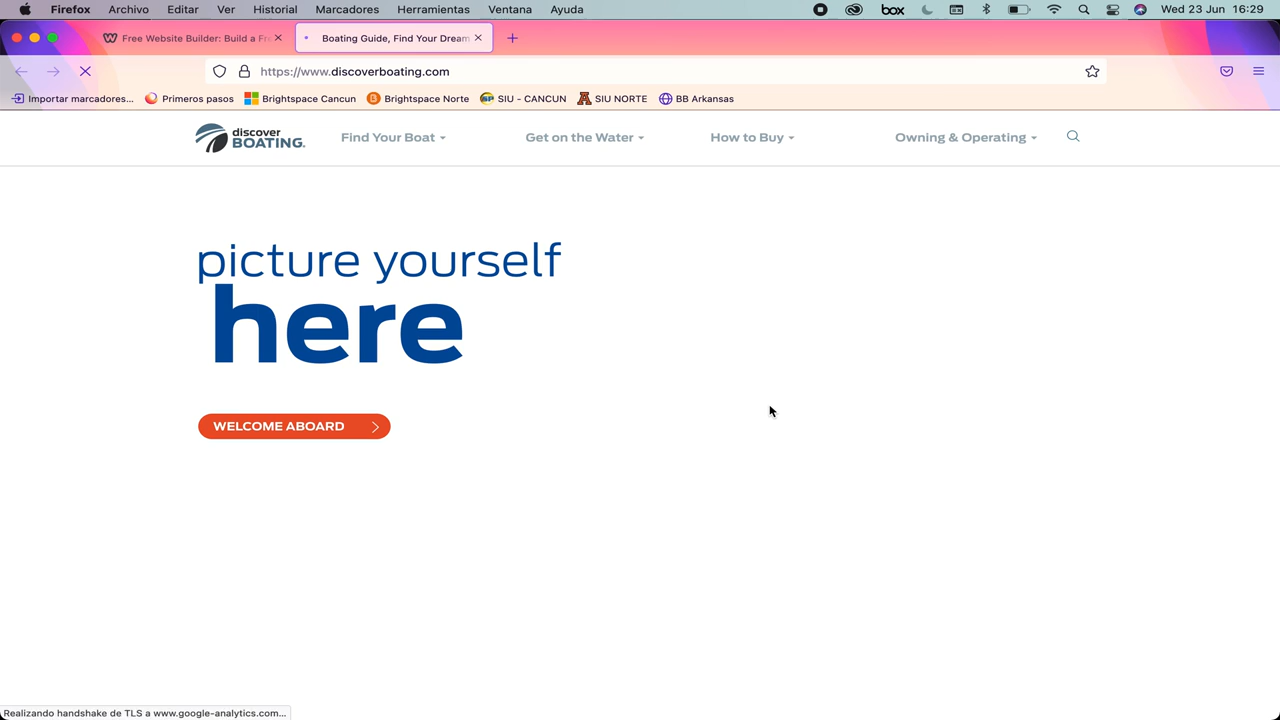 Firefox Archivo Editar Ver Historial Marcadores Herramientas Ventana Ayuda box Wed 23 Jun 16:29
Free Website Builder: Build a Fr
Boating Guide, Find Your Dream
https://www.discoverboating.com
Importar marcadores... Primeros pasos Brightspace Cancun Brightspace Norte SIU - CANCUN SIU NORTE BB Arkansas
discover
BOATING.
Find Your Boat Get on the Water How to Buy Owning & Operating
picture yourself
here
WELCOME ABOARD
Realizando handshake de TLS a www.google-analytics.com...